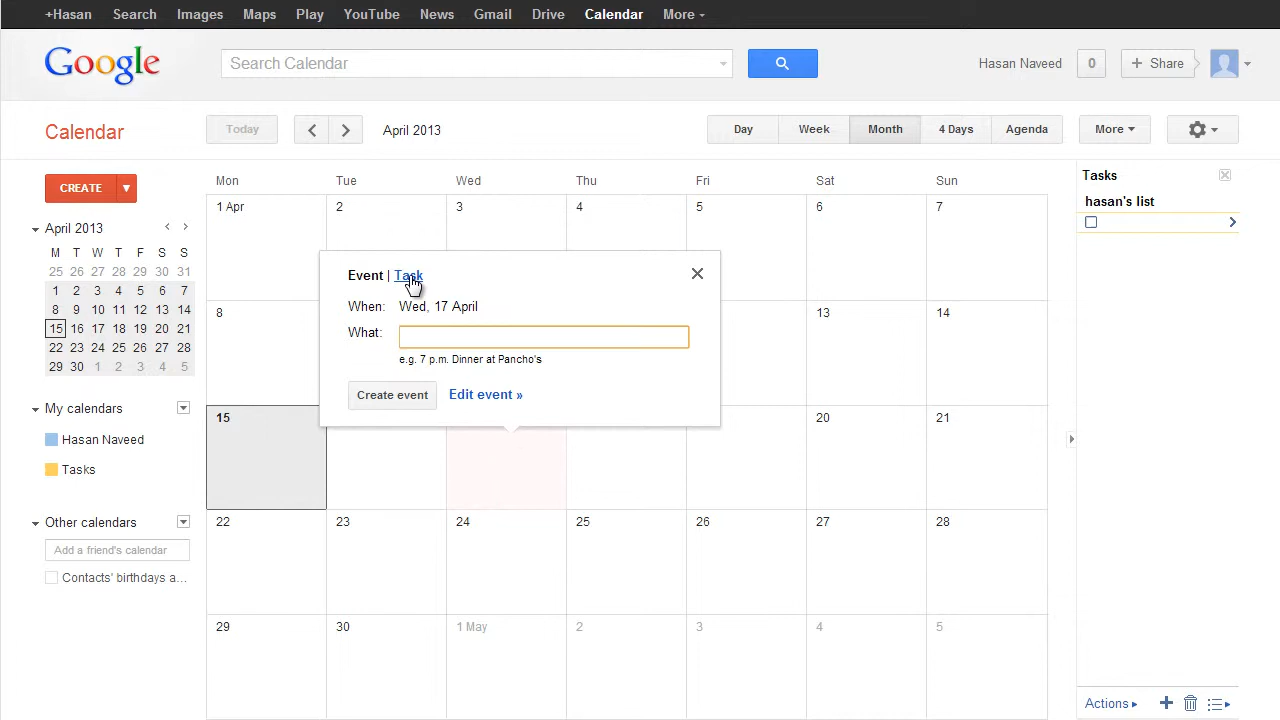 +Hasan Search Images Maps Play YouTube News Gmail Drive Calendar More
Google
Search Calendar
Hasan Naveed 0 + Share
Calendar
Today April 2013
Day Week Month 4 Days Agenda More
CREATE
April 2013
M T W T F S S
25 26 27 28 29 30 31
1 2 3 4 5 6 7
8 9 10 11 12 13 14
15 16 17 18 19 20 21
22 23 24 25 26 27 28
29 30 1 2 3 4 5
My calendars
Hasan Naveed
Tasks
Other calendars
Add a friend's calendar
Contacts' birthdays a...
Mon Tue Wed Thu Fri Sat Sun
1 Apr 2 3 4 5 6 7
8 13 14
15 20 21
22 23 24 25 26 27 28
29 30 1 May 2 3 4 5
Event | Task
When: Wed, 17 April
What:
e.g. 7 p.m. Dinner at Pancho's
Create event Edit event »
Tasks
hasan's list
Actions